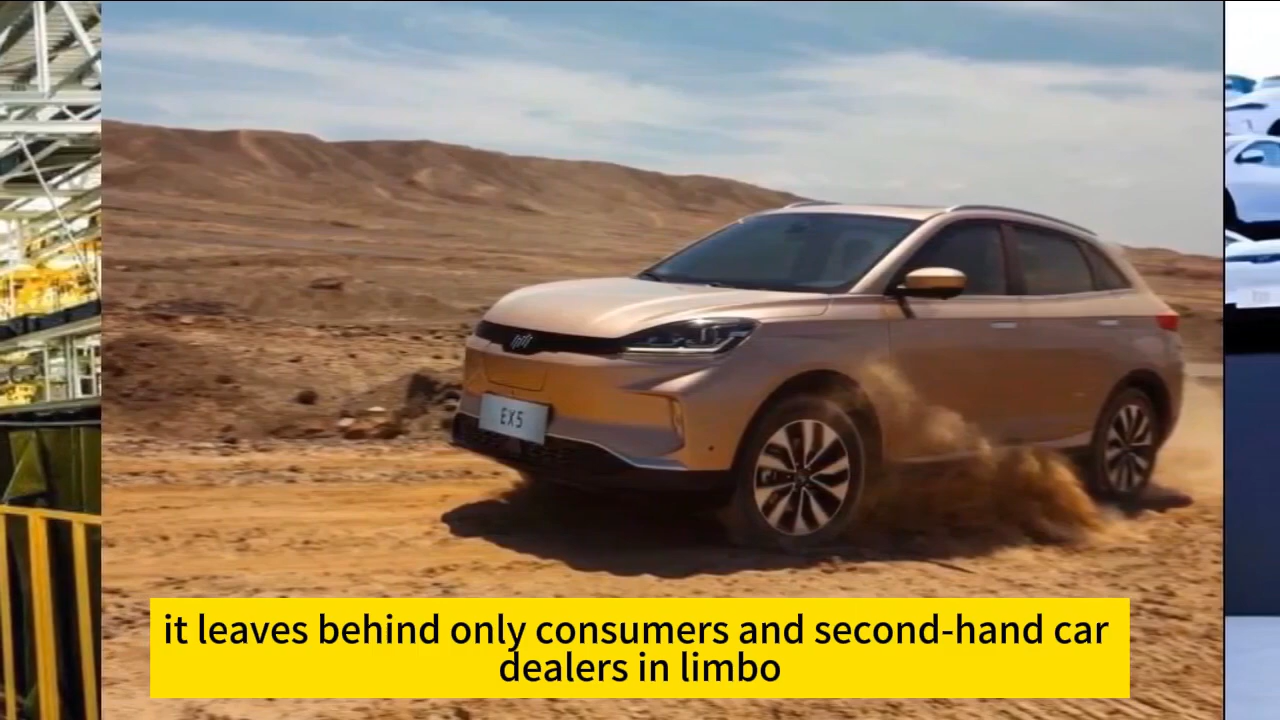 EX5
it leaves behind only consumers and second-hand car
dealers in limbo